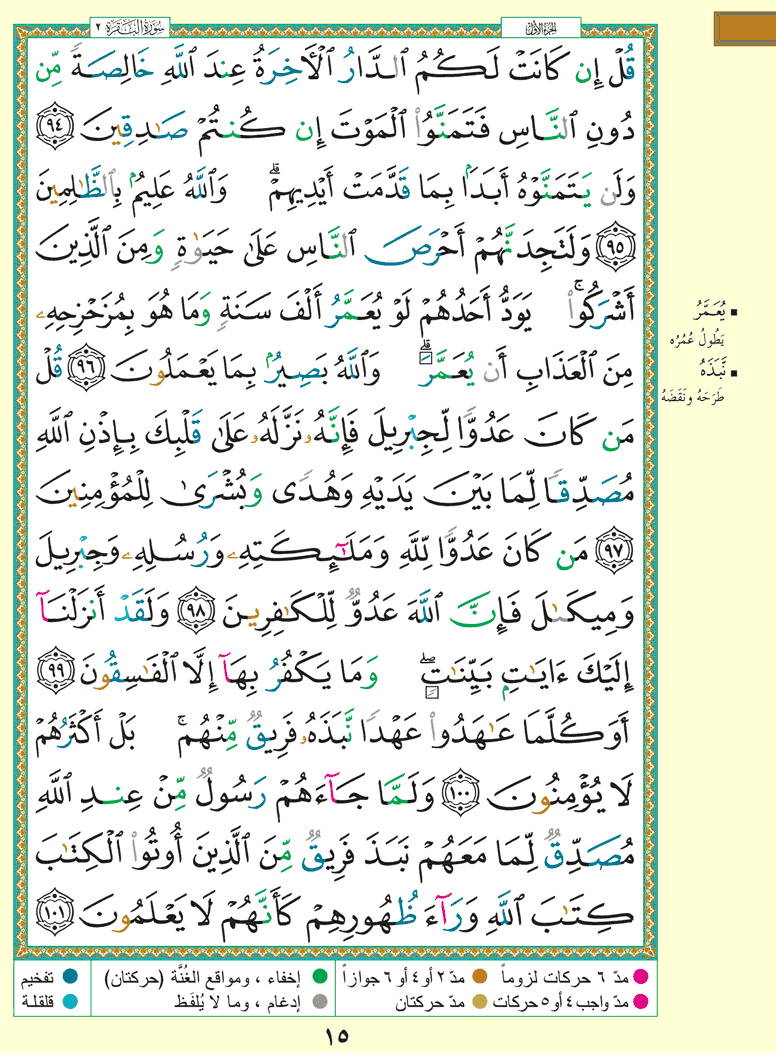 سُورَةُ الْبَقَرَةِ ٢
الجزء الأوّل
قُلْ إِن كَانَتْ لَكُمُ ٱلدَّارُ ٱلْأَخِرَةُ عِندَ ٱللَّهِ خَالِصَةً مِّن
دُونِ ٱلنَّاسِ فَتَمَنَّوُا۟ ٱلْمَوْتَ إِن كُنتُمْ صَـٰدِقِينَ ٩٤
وَلَن يَتَمَنَّوْهُ أَبَدًۢا بِمَا قَدَّمَتْ أَيْدِيهِمْ ۗ وَٱللَّهُ عَلِيمٌۢ بِٱلظَّـٰلِمِينَ
٩٥ وَلَتَجِدَنَّهُمْ أَحْرَصَ ٱلنَّاسِ عَلَىٰ حَيَوٰةٍ وَمِنَ ٱلَّذِينَ
أَشْرَكُوا۟ ۚ يَوَدُّ أَحَدُهُمْ لَوْ يُعَمَّرُ أَلْفَ سَنَةٍ وَمَا هُوَ بِمُزَحْزِحِهِۦ
مِنَ ٱلْعَذَابِ أَن يُعَمَّرَ ۗ وَٱللَّهُ بَصِيرٌۢ بِمَا يَعْمَلُونَ ٩٦ قُلْ
مَن كَانَ عَدُوًّا لِّجِبْرِيلَ فَإِنَّهُۥ نَزَّلَهُۥ عَلَىٰ قَلْبِكَ بِإِذْنِ ٱللَّهِ
مُصَدِّقًا لِّمَا بَيْنَ يَدَيْهِ وَهُدًى وَبُشْرَىٰ لِلْمُؤْمِنِينَ
٩٧ مَن كَانَ عَدُوًّا لِّلَّهِ وَمَلَـٰٓئِكَتِهِۦ وَرُسُلِهِۦ وَجِبْرِيلَ
وَمِيكَىٰلَ فَإِنَّ ٱللَّهَ عَدُوٌّ لِّلْكَـٰفِرِينَ ٩٨ وَلَقَدْ أَنزَلْنَآ
إِلَيْكَ ءَايَـٰتٍۭ بَيِّنَـٰتٍ ۖ وَمَا يَكْفُرُ بِهَآ إِلَّا ٱلْفَـٰسِقُونَ ٩٩
أَوَكُلَّمَا عَـٰهَدُوا۟ عَهْدًا نَّبَذَهُۥ فَرِيقٌ مِّنْهُم ۚ بَلْ أَكْثَرُهُمْ
لَا يُؤْمِنُونَ ١٠٠ وَلَمَّا جَآءَهُمْ رَسُولٌ مِّنْ عِندِ ٱللَّهِ
مُصَدِّقٌ لِّمَا مَعَهُمْ نَبَذَ فَرِيقٌ مِّنَ ٱلَّذِينَ أُوتُوا۟ ٱلْكِتَـٰبَ
كِتَـٰبَ ٱللَّهِ وَرَآءَ ظُهُورِهِمْ كَأَنَّهُمْ لَا يَعْلَمُونَ ١٠١
▪ يُعَمَّرُ
يَطُولُ عُمُرُه
▪ نَّبَذَهُ
طَرَحَهُ ونَقَضَهُ
مدّ ٦ حركات لزوماً
مدّ ٢ أو ٤ أو ٦ جوازاً
إخفاء ، ومواقع الغُنَّة (حركتان)
تفخيم
مدّ واجب ٤ أو ٥ حركات
مدّ حركتان
إدغام ، وما لا يُلفَظ
قلقلة
١٥